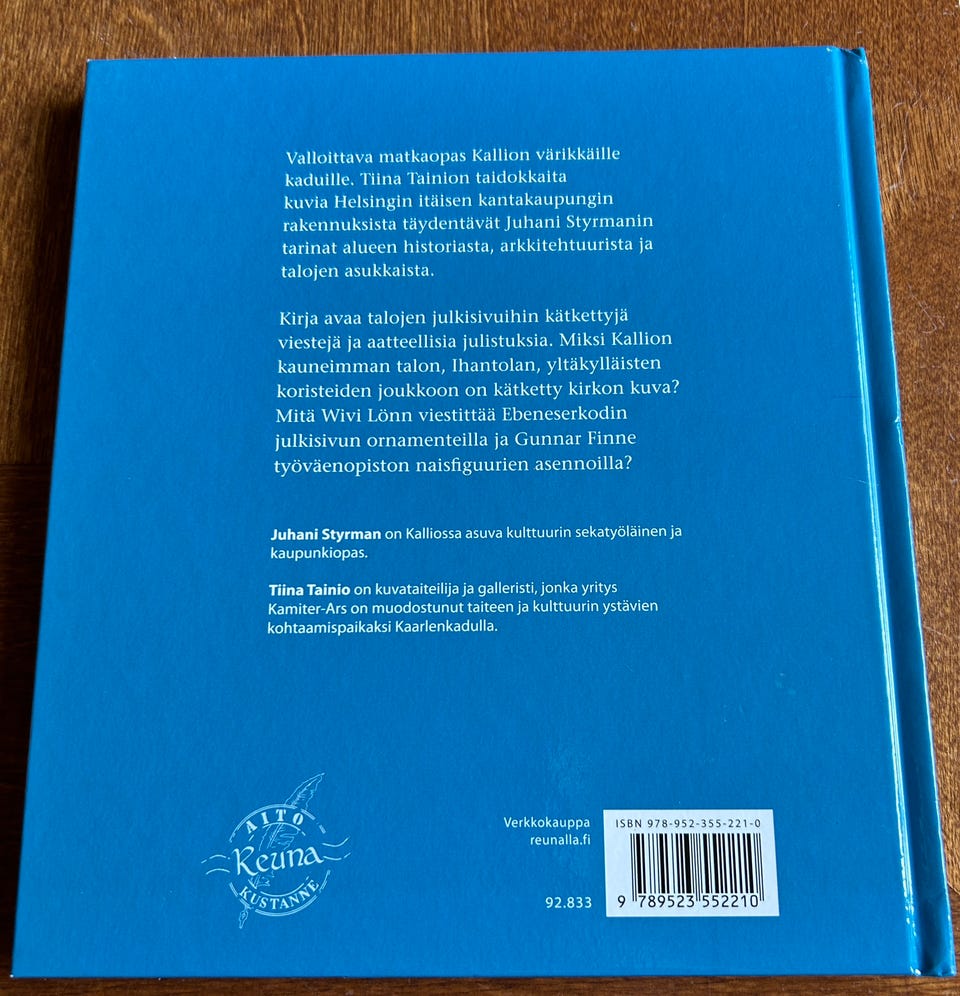 Valloittava matkaopas Kallion värikkäille
kaduille. Tiina Tainion taidokkaita
kuvia Helsingin itäisen kantakaupungin
rakennuksista täydentävät Juhani Styrmanin
tarinat alueen historiasta, arkkitehtuurista ja
talojen asukkaista.
Kirja avaa talojen julkisivuihin kätkettyjä
viestejä ja aatteellisia julistuksia. Miksi Kallion
kauneimman talon, Ihantolan, yltäkylläisten
koristeiden joukkoon on kätketty kirkon kuva?
Mitä Wivi Lönn viestittää Ebeneserkodin
julkisivun ornamenteilla ja Gunnar Finne
työväenopiston naisfiguurien asennoilla?
Juhani Styrman on Kalliossa asuva kulttuurin sekatyöläinen ja
kaupunkiopas.
Tiina Tainio on kuvataiteilija ja galleristi, jonka yritys
Kamiter-Ars on muodostunut taiteen ja kulttuurin ystävien
kohtaamispaikaksi Kaarlenkadulla.
AITO
Reuna
KUSTANNE
Verkkokauppa
reunalla.fi
92.833
ISBN 978-952-355-221-0
9 789523 552210